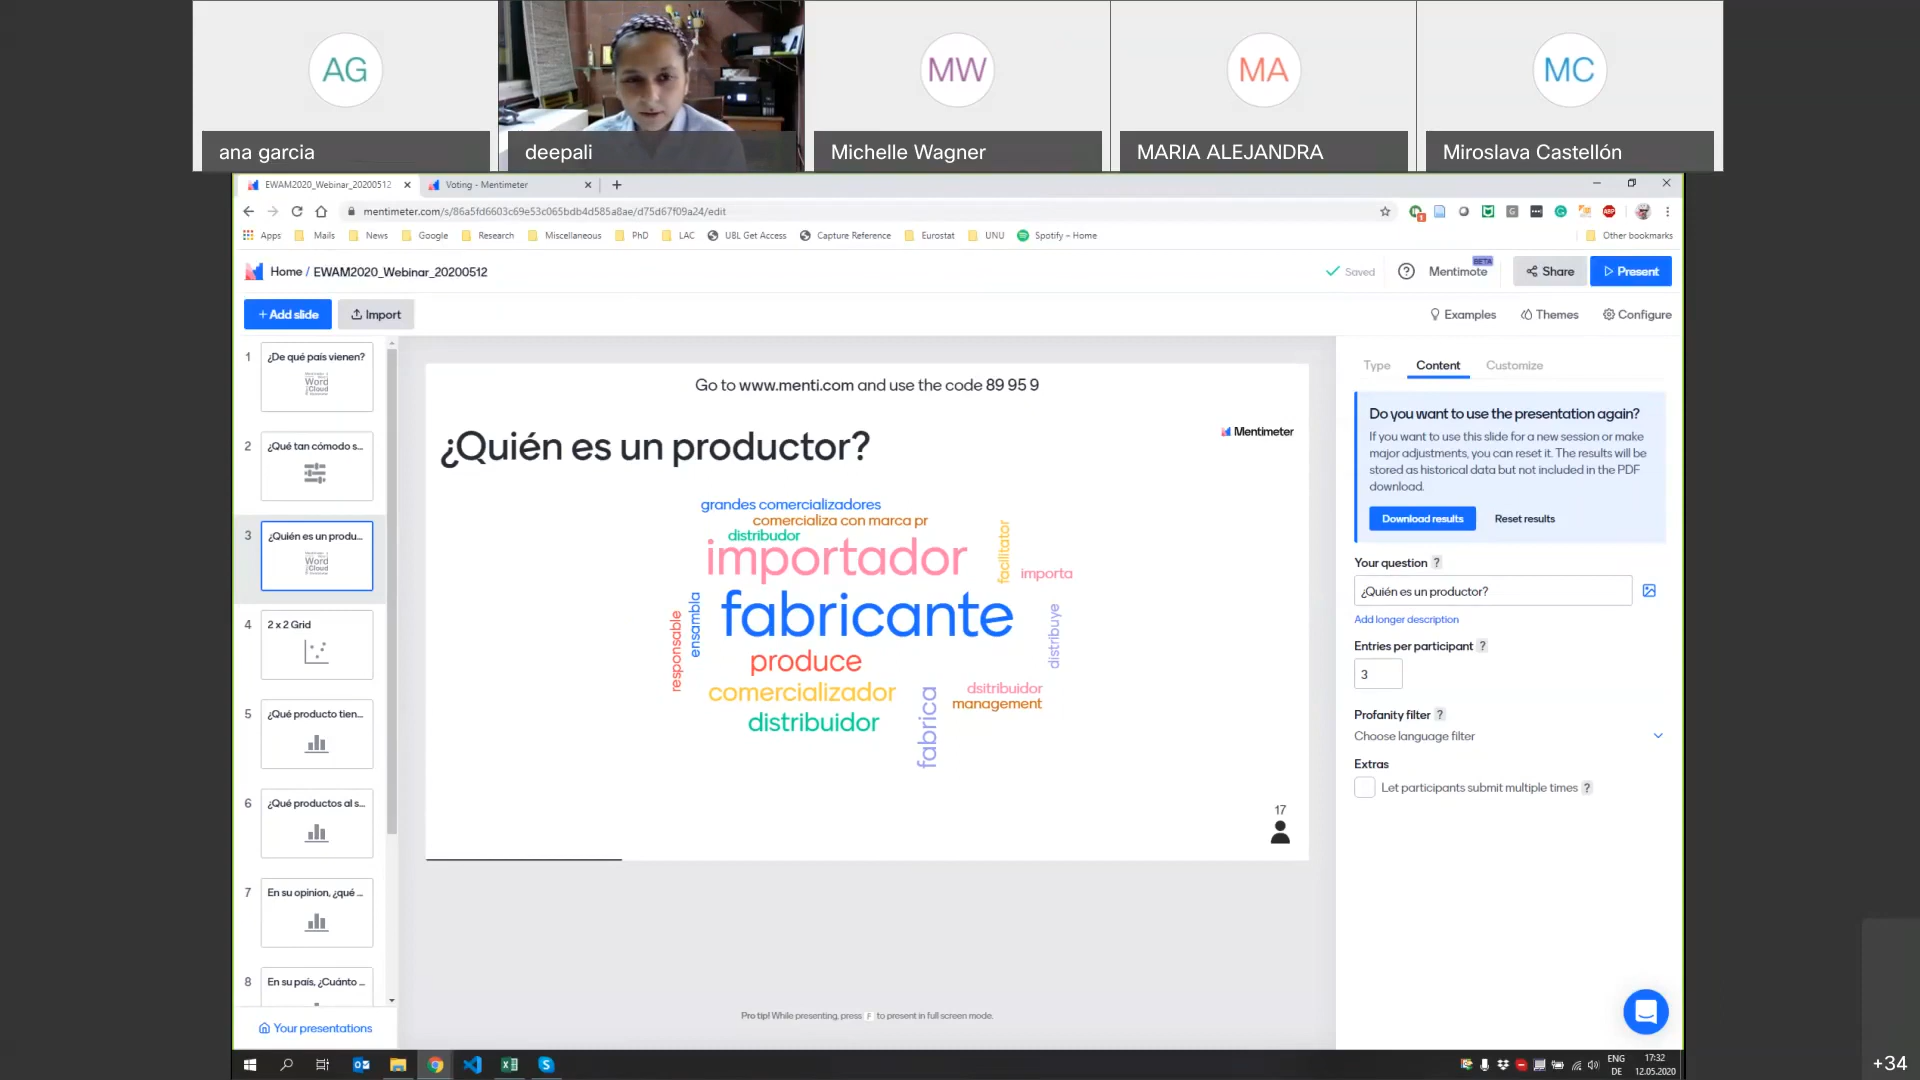 AG
MW
MA
MC
ana garcia
deepali
Michelle Wagner
MARIA ALEJANDRA
Miroslava Castellón
EWAM2020_Webinar_20200512
Voting - Mentimeter
mentimeter.com/s/86a5fd6603c69e53c065bdb4d585a8ae/d75d67f09a24/edit
Apps
Mails
News
Google
Research
Miscellaneous
PhD
LAC
UBL Get Access
Capture Reference
Eurostat
UNU
Spotify – Home
Other bookmarks
Home / EWAM2020_Webinar_20200512
Saved
Mentimote
BETA
Share
Present
+ Add slide
Import
Examples
Themes
Configure
1
¿De qué país vienen?
Word
Cloud
2
¿Qué tan cómodo s...
3
¿Quién es un produ...
Word
Cloud
4
2 x 2 Grid
5
¿Qué producto tien...
6
¿Qué productos al s...
7
En su opinion, ¿qué ...
8
En su país, ¿Cuánto ...
Your presentations
Go to www.menti.com and use the code 89 95 9
¿Quién es un productor?
Mentimeter
grandes comercializadores
comercializa con marca pr
distribudor
importador
facilitator
importa
fabricante
responsable
ensambla
distribuye
produce
comercializador
dsitribuidor
management
distribuidor
fabrica
17
Pro tip! While presenting, press F to present in full screen mode.
Type
Content
Customize
Do you want to use the presentation again?
If you want to use this slide for a new session or make
major adjustments, you can reset it. The results will be
stored as historical data but not included in the PDF
download.
Download results
Reset results
Your question ?
¿Quién es un productor?
Add longer description
Entries per participant ?
3
Profanity filter ?
Choose language filter
Extras
Let participants submit multiple times ?
ENG
DE
17:32
12.05.2020
+34